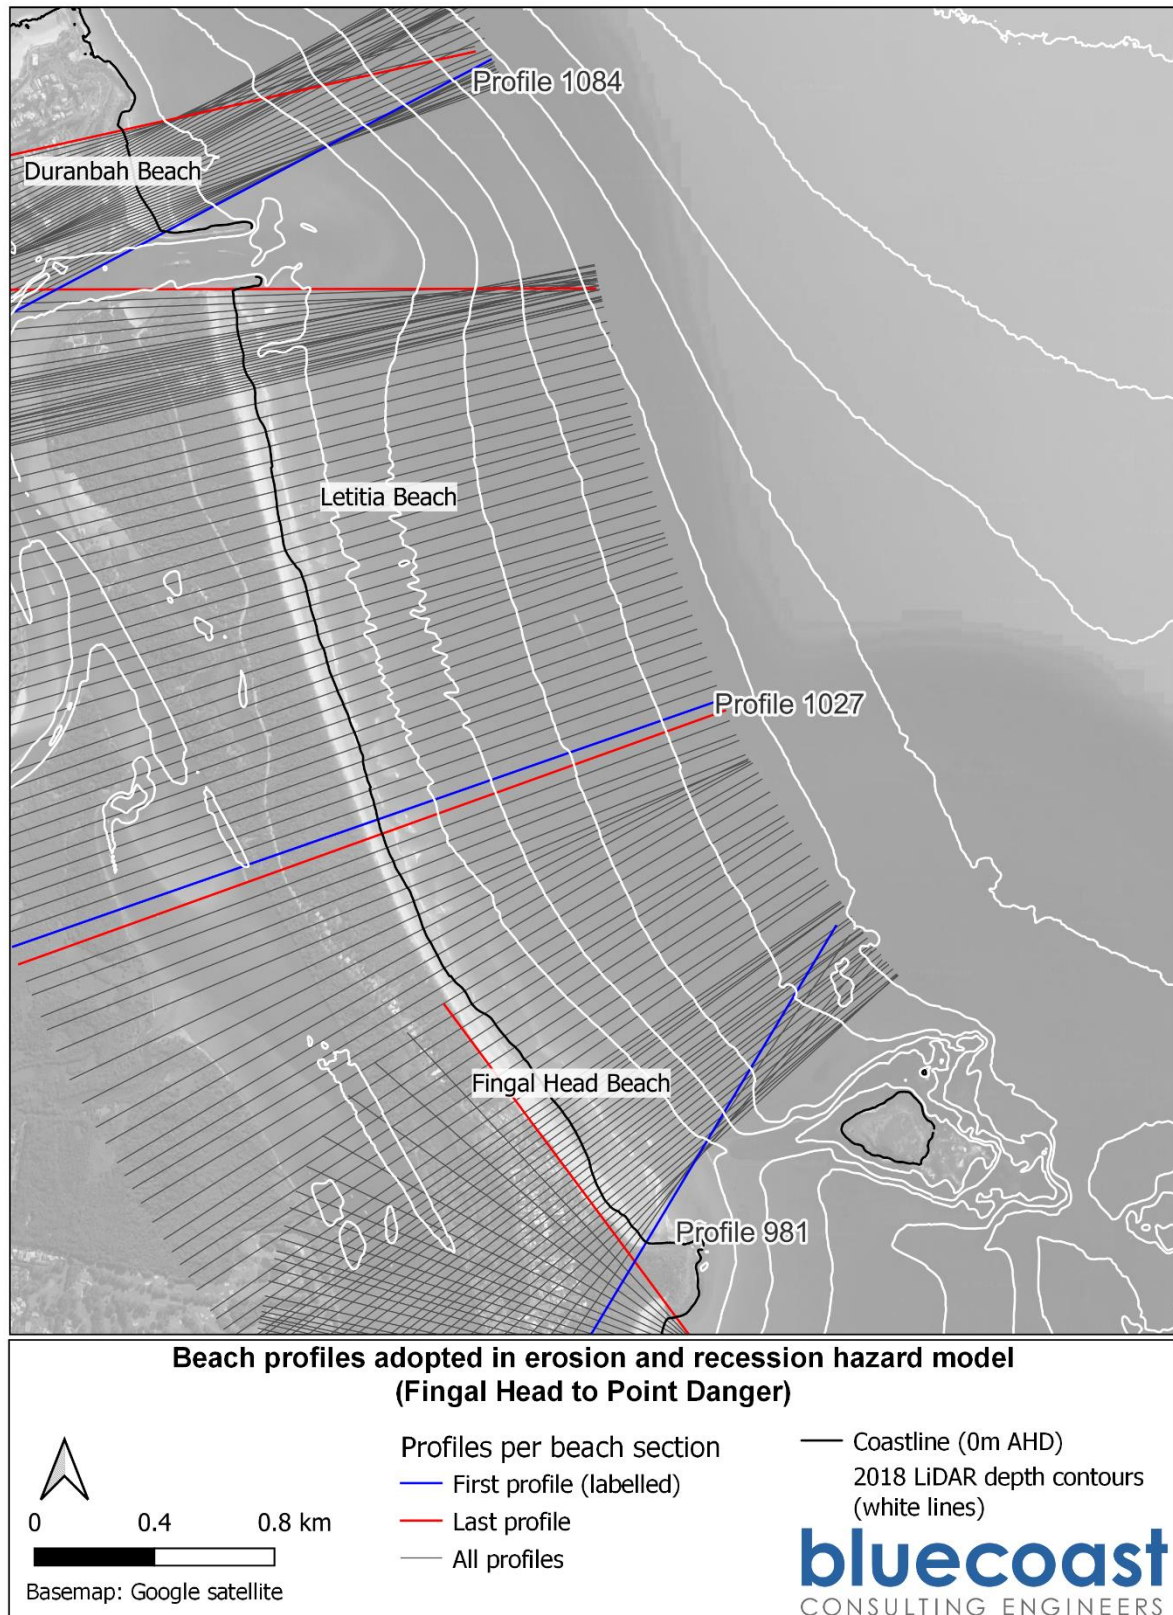 Profile 1084
Duranbah Beach
Letitia Beach
Profile 1027
Fingal Head Beach
Profile 981
Beach profiles adopted in erosion and recession hazard model
(Fingal Head to Point Danger)
Profiles per beach section
First profile (labelled)
Last profile
All profiles
Coastline (0m AHD)
2018 LiDAR depth contours
(white lines)
0 0.4 0.8 km
Basemap: Google satellite
bluecoast
CONSULTING ENGINEERS